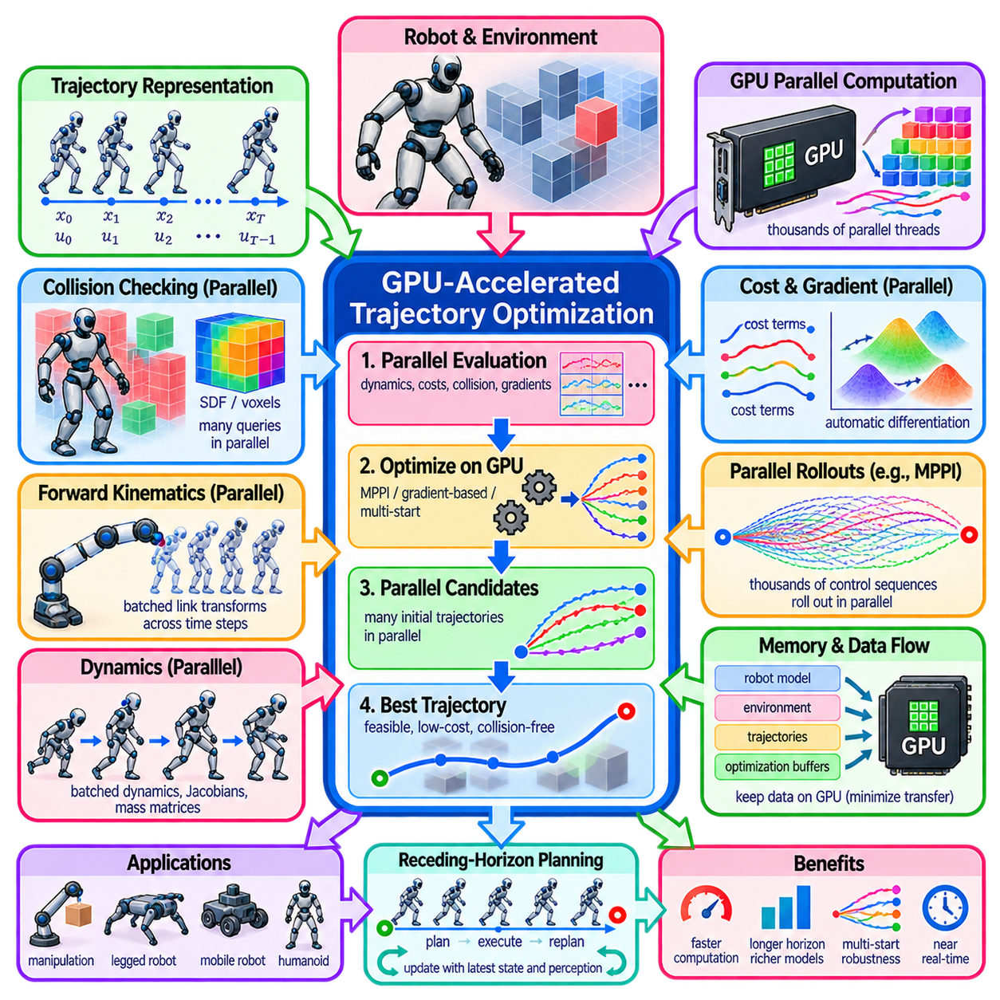 Robot & Environment
Trajectory Representation
x0 x1 x2 ... xT
u0 u1 u2 ... uT−1
GPU Parallel Computation
GPU
thousands of parallel threads
Collision Checking (Parallel)
SDF / voxels
many queries
in parallel
GPU-Accelerated
Trajectory Optimization
1. Parallel Evaluation
dynamics, costs, collision, gradients
...
2. Optimize on GPU
MPPI / gradient-based /
multi-start
3. Parallel Candidates
many initial trajectories
in parallel
4. Best Trajectory
feasible, low-cost, collision-free
Cost & Gradient (Parallel)
cost terms
cost terms
automatic differentiation
Forward Kinematics (Parallel)
batched link transforms
across time steps
Parallel Rollouts (e.g., MPPI)
thousands of control sequences
roll out in parallel
Dynamics (Paralllel)
batched dynamics, Jacobians,
mass matrices
Memory & Data Flow
robot model
environment
trajectories
optimization buffers
GPU
keep data on GPU (minimize transfer)
Applications
manipulation legged robot mobile robot humanoid
Receding-Horizon Planning
plan → execute → replan
update with latest state and perception
Benefits
faster
computation
longer horizon
richer models
multi-start
robustness
near
real-time